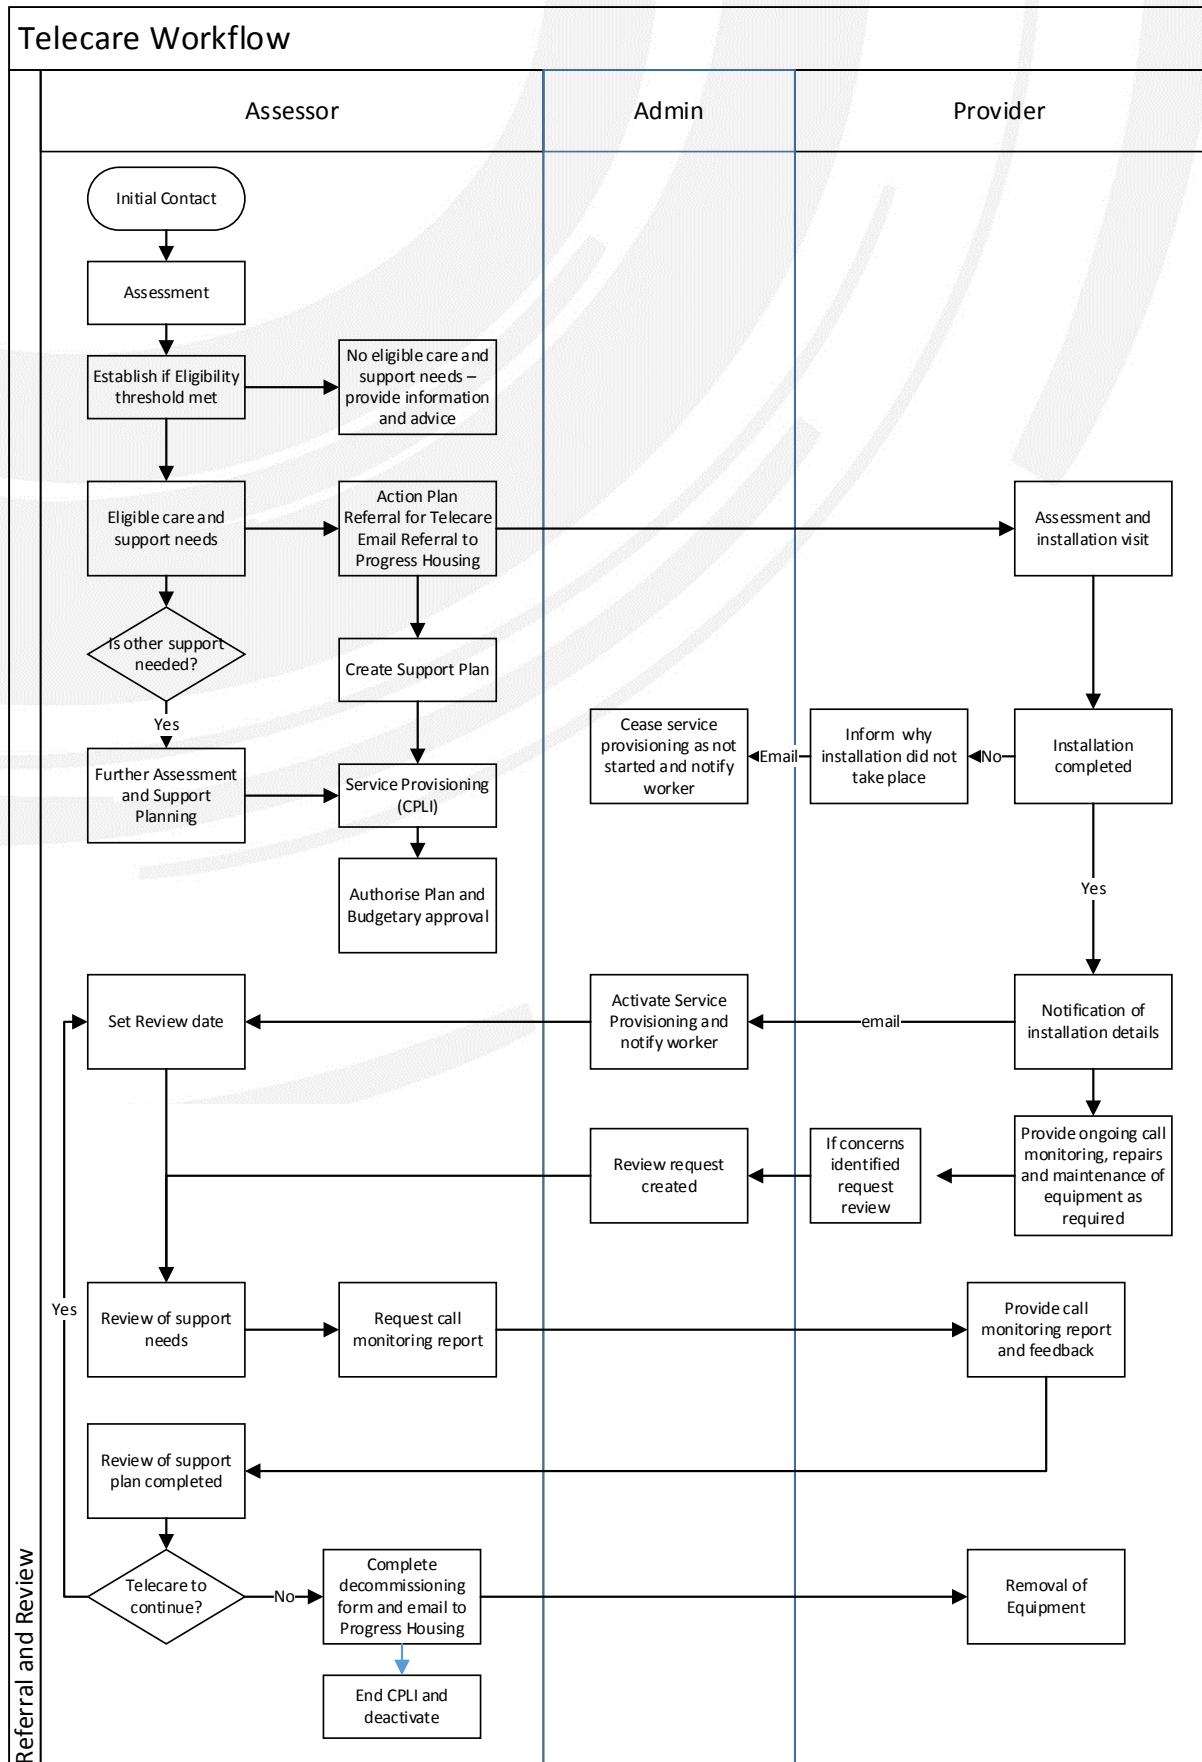 Telecare Workflow
Assessor
Admin
Provider
Initial Contact
Assessment
Establish if Eligibility
threshold met
No eligible care and
support needs –
provide information
and advice
Eligible care and
support needs
Action Plan
Referral for Telecare
Email Referral to
Progress Housing
Assessment and
installation visit
Is other support
needed?
Create Support Plan
Yes
Further Assessment
and Support
Planning
Service Provisioning
(CPLI)
Cease service
provisioning as not
started and notify
worker
Email
Inform why
installation did not
take place
No
Installation
completed
Authorise Plan and
Budgetary approval
Yes
Set Review date
Activate Service
Provisioning and
notify worker
email
Notification of
installation details
Review request
created
If concerns
identified
request
review
Provide ongoing call
monitoring, repairs
and maintenance of
equipment as
required
Yes
Review of support
needs
Request call
monitoring report
Provide call
monitoring report
and feedback
Review of support
plan completed
Telecare to
continue?
No
Complete
decommissioning
form and email to
Progress Housing
Removal of
Equipment
End CPLI and
deactivate
Referral and Review